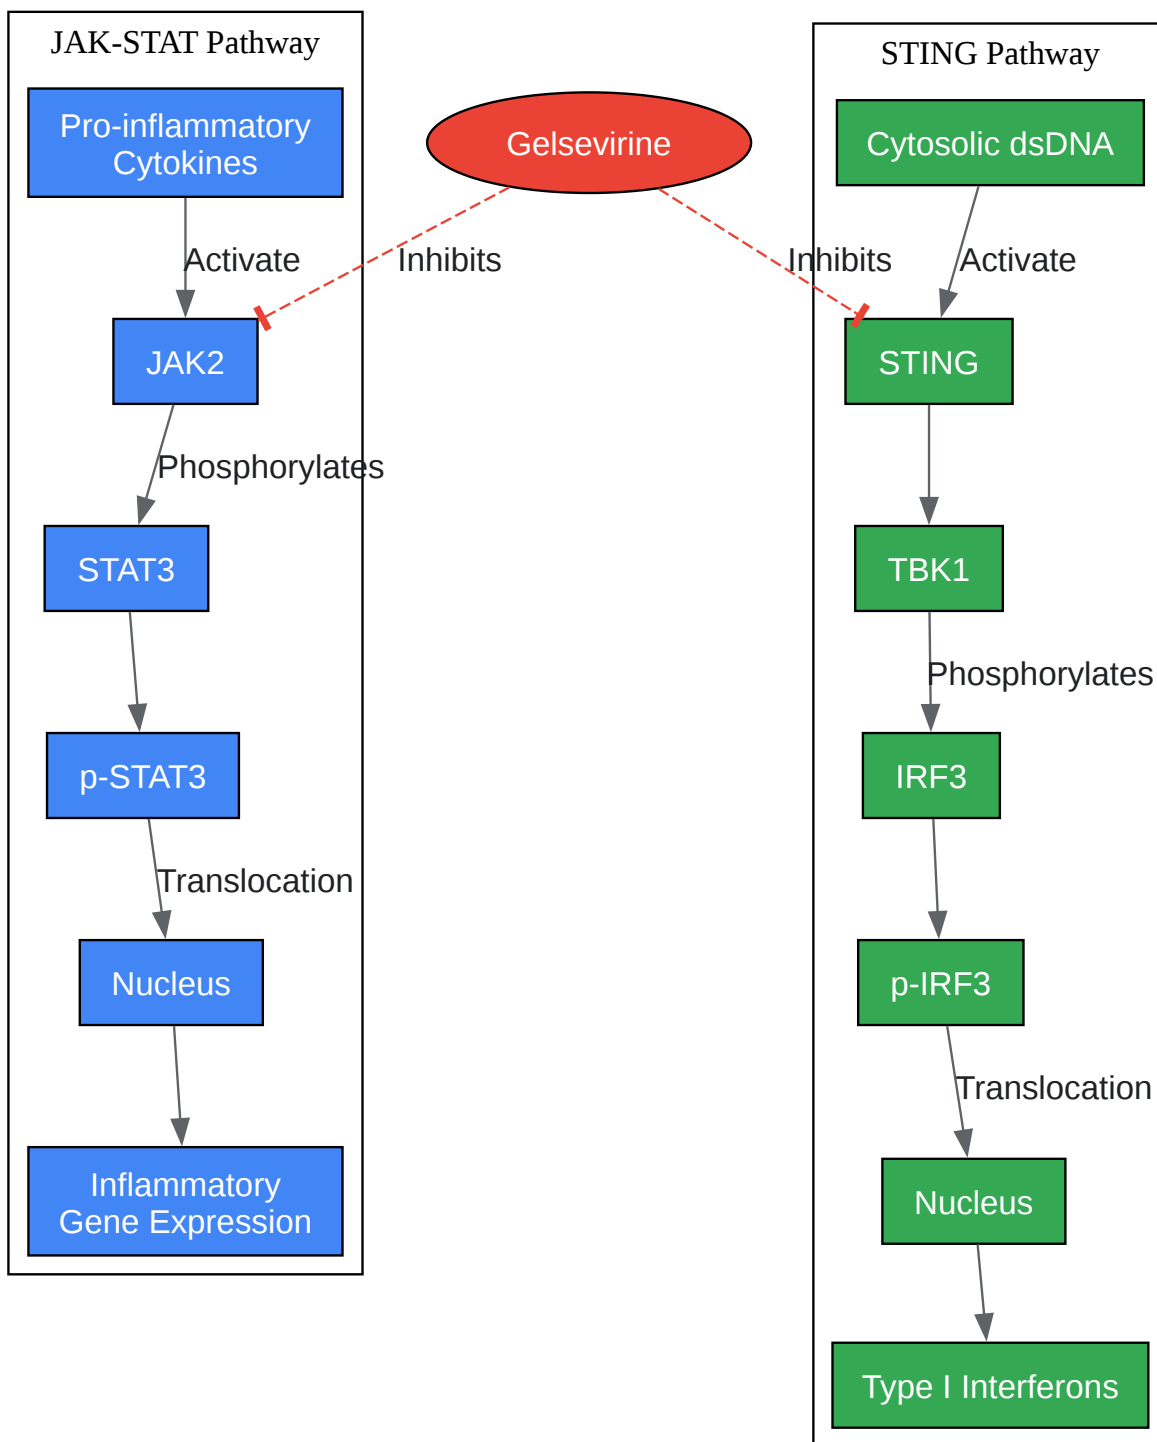 JAK-STAT Pathway
Pro-inflammatory
Cytokines
Activate
JAK2
Phosphorylates
STAT3
p-STAT3
Translocation
Nucleus
Inflammatory
Gene Expression
Gelsevirine
Inhibits
Inhibits
STING Pathway
Cytosolic dsDNA
Activate
STING
TBK1
Phosphorylates
IRF3
p-IRF3
Translocation
Nucleus
Type I Interferons